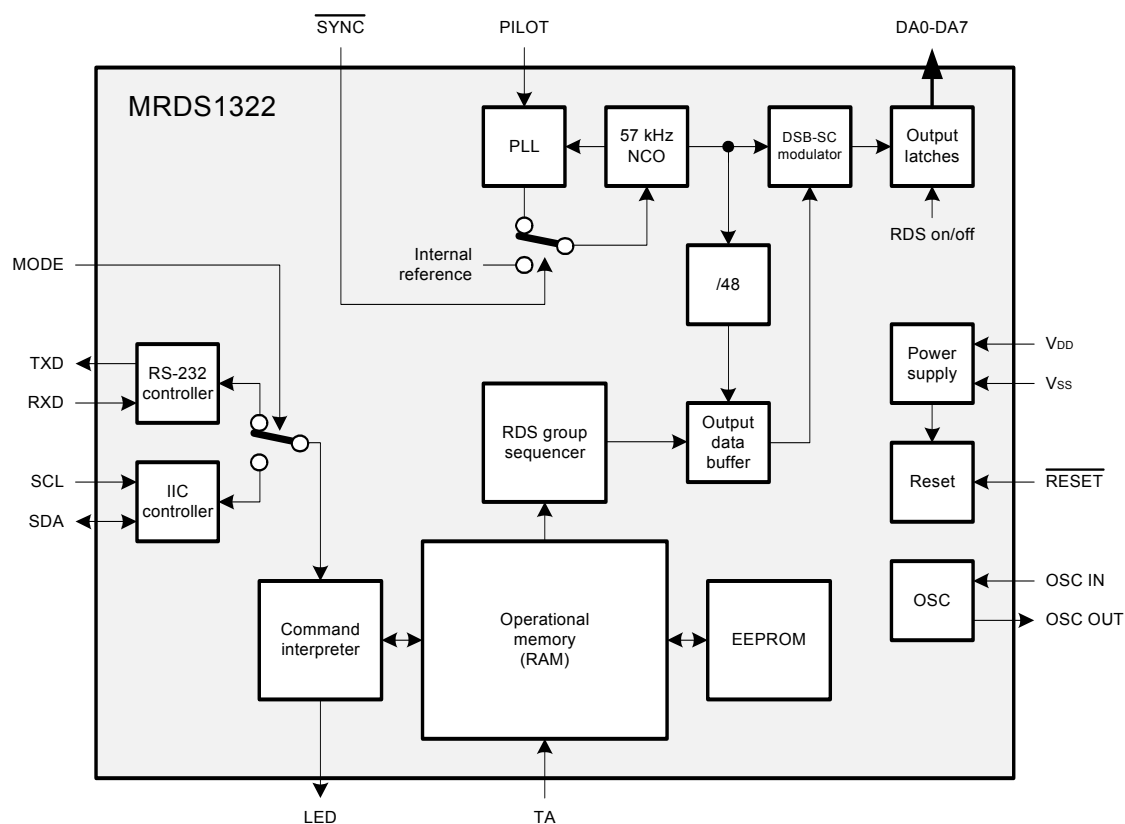 SYNC
PILOT
DA0-DA7
MRDS1322
PLL
57 kHz
NCO
DSB-SC
modulator
Output
latches
RDS on/off
Internal
reference
MODE
/48
TXD
RXD
RS-232
controller
Power
supply
VDD
VSS
RDS group
sequencer
Output
data
buffer
SCL
SDA
IIC
controller
Reset
RESET
OSC
OSC IN
OSC OUT
Command
interpreter
Operational
memory
(RAM)
EEPROM
LED
TA